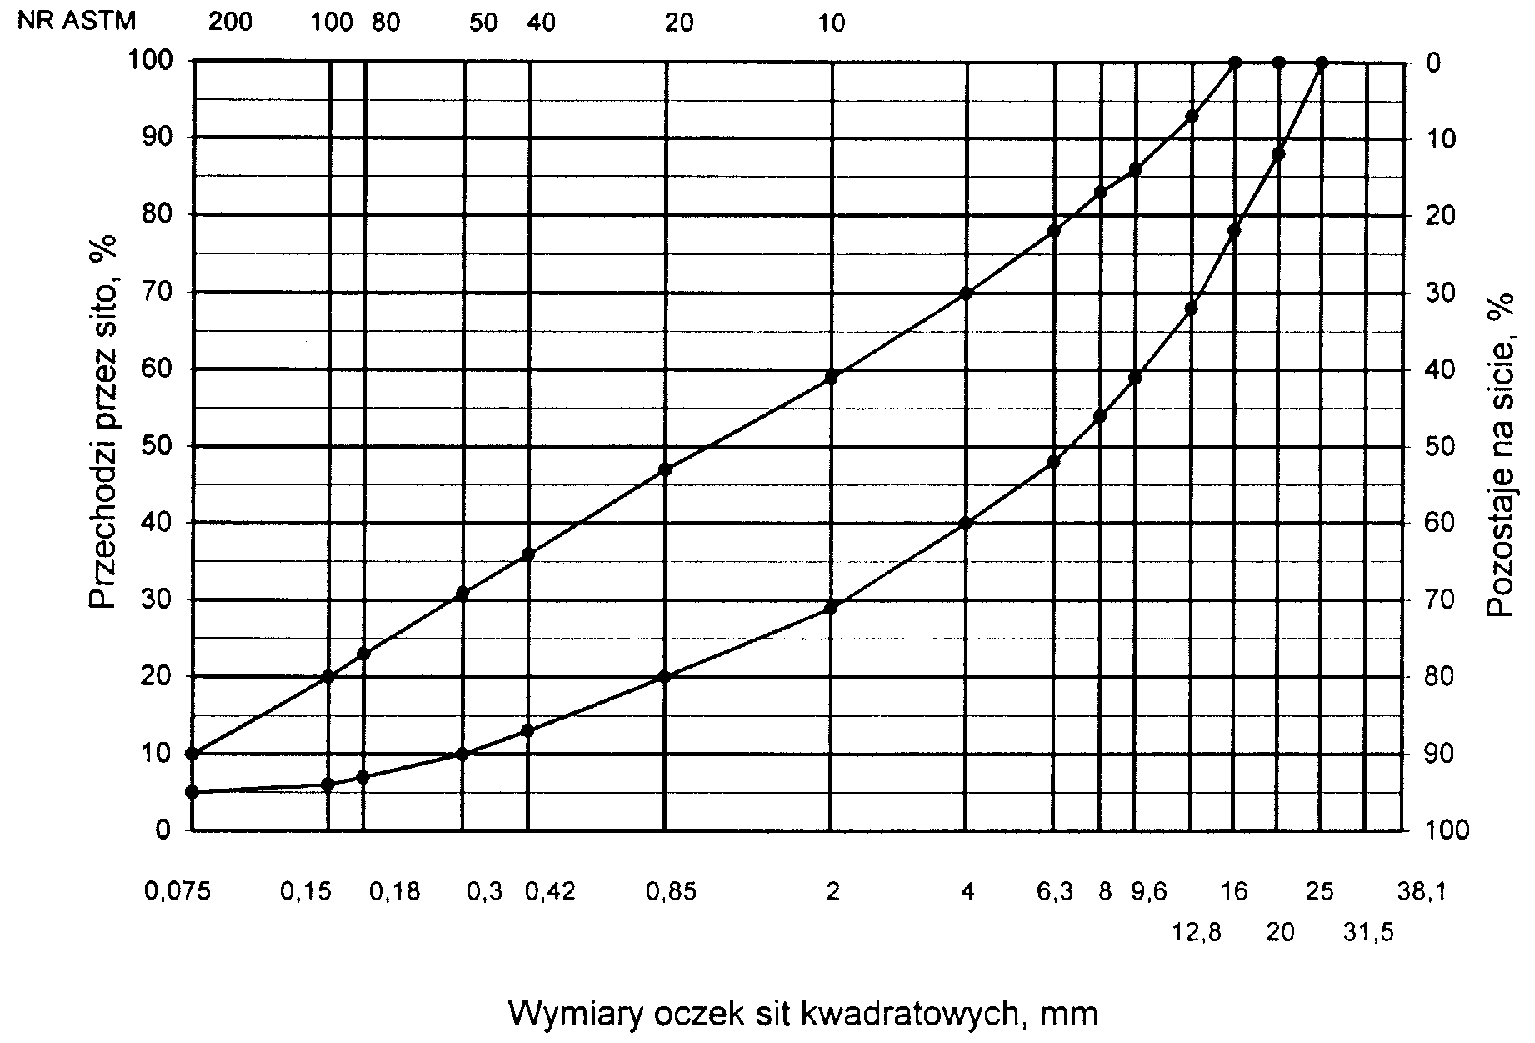 NR ASTM 200 100 80 50 40 20 10
100 0
90 10
80 20
70 30
60 40
50 50
40 60
30 70
20 80
10 90
0 100
Przechodzi przez sito, %
Pozostaje na sicie, %
0,075 0,15 0,18 0,3 0,42 0,85 2 4 6,3 8 9,6 16 25 38,1
12,8 20 31,5
Wymiary oczek sit kwadratowych, mm